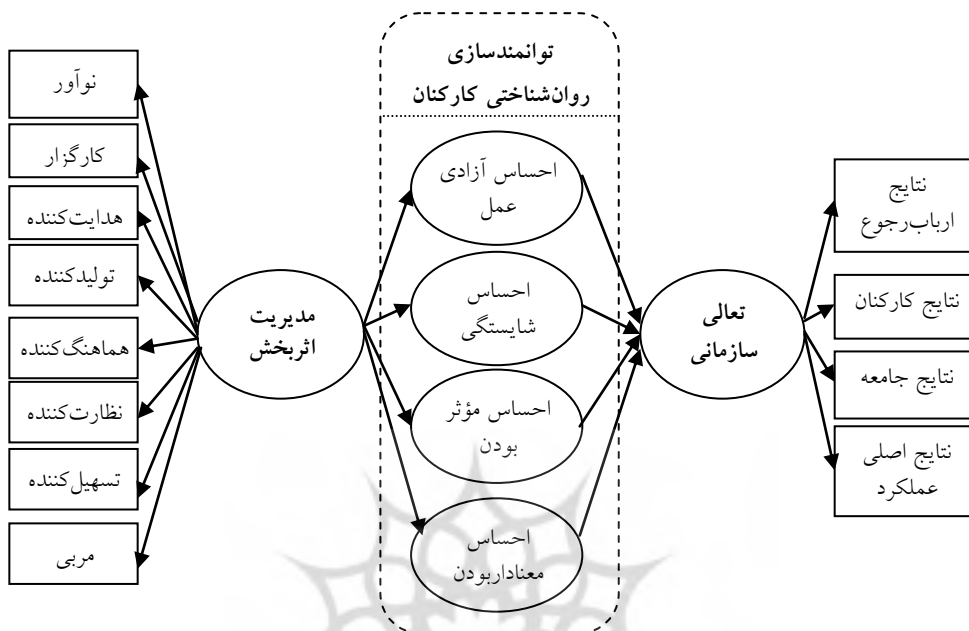 توانمندسازی
روان‌شناختی کارکنان
نوآور
کارگزار
هدایت‌کننده
تولیدکننده
هماهنگ‌کننده
نظارت‌کننده
تسهیل‌کننده
مربی
مدیریت
اثربخش
احساس آزادی
عمل
احساس
شایستگی
احساس مؤثر
بودن
احساس
معناداربودن
تعالی
سازمانی
نتایج
ارباب‌رجوع
نتایج کارکنان
نتایج جامعه
نتایج اصلی
عملکرد